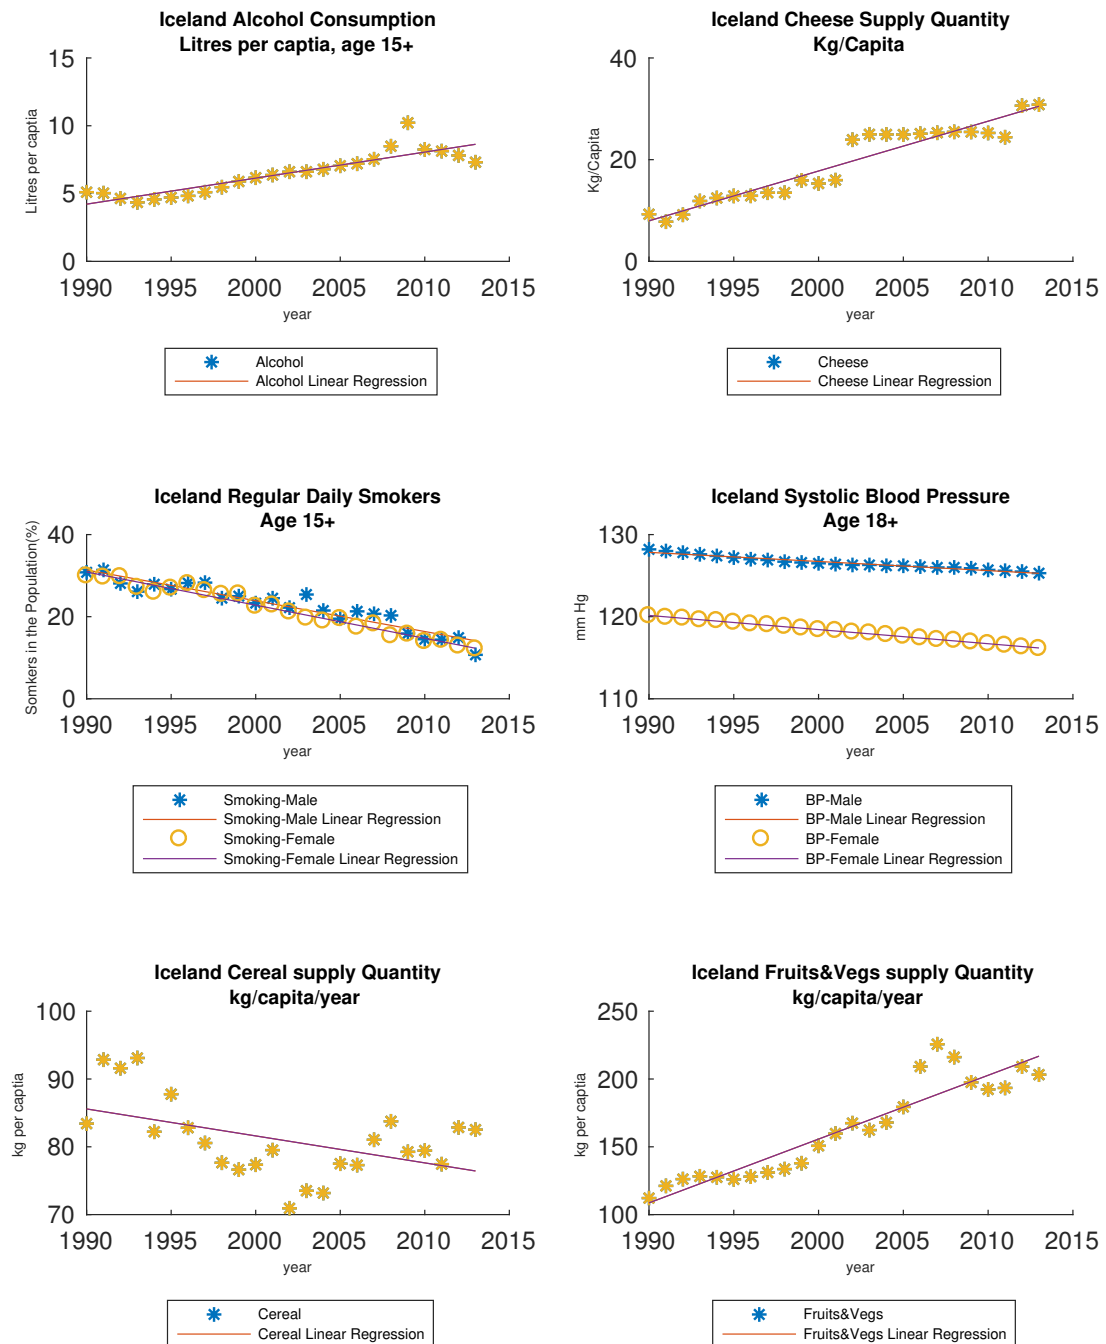 Iceland Alcohol Consumption
Litres per captia, age 15+
15
10
5
0
Litres per captia
1990 1995 2000 2005 2010 2015
year
Alcohol
Alcohol Linear Regression
Iceland Cheese Supply Quantity
Kg/Capita
40
20
0
Kg/Capita
1990 1995 2000 2005 2010 2015
year
Cheese
Cheese Linear Regression
Iceland Regular Daily Smokers
Age 15+
40
20
0
Somkers in the Population(%)
1990 1995 2000 2005 2010 2015
year
Smoking-Male
Smoking-Male Linear Regression
Smoking-Female
Smoking-Female Linear Regression
Iceland Systolic Blood Pressure
Age 18+
130
120
110
mm Hg
1990 1995 2000 2005 2010 2015
year
BP-Male
BP-Male Linear Regression
BP-Female
BP-Female Linear Regression
Iceland Cereal supply Quantity
kg/capita/year
100
90
80
70
kg per captia
1990 1995 2000 2005 2010 2015
year
Cereal
Cereal Linear Regression
Iceland Fruits&Vegs supply Quantity
kg/capita/year
250
200
150
100
kg per captia
1990 1995 2000 2005 2010 2015
year
Fruits&Vegs
Fruits&Vegs Linear Regression